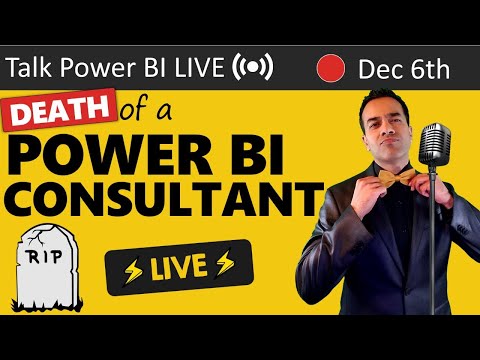 Talk Power BI LIVE
Dec 6th
DEATH of a
POWER BI
CONSULTANT
RIP
LIVE